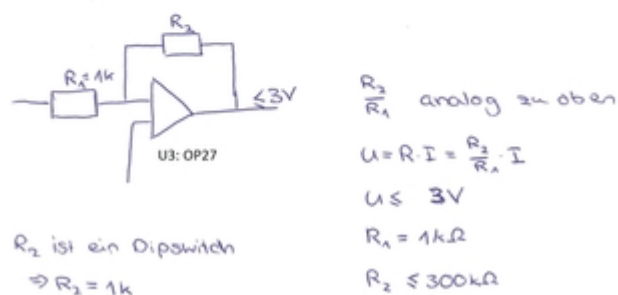 R₂
R₁=1k
≤3V
U3: OP27
R₂ ist ein Dipswitch
⇒ R₂ = 1k
R₂/R₁ analog zu oben
U = R·I = R₂/R₁ · I
U ≤ 3V
R₁ = 1kΩ
R₂ ≤ 300kΩ